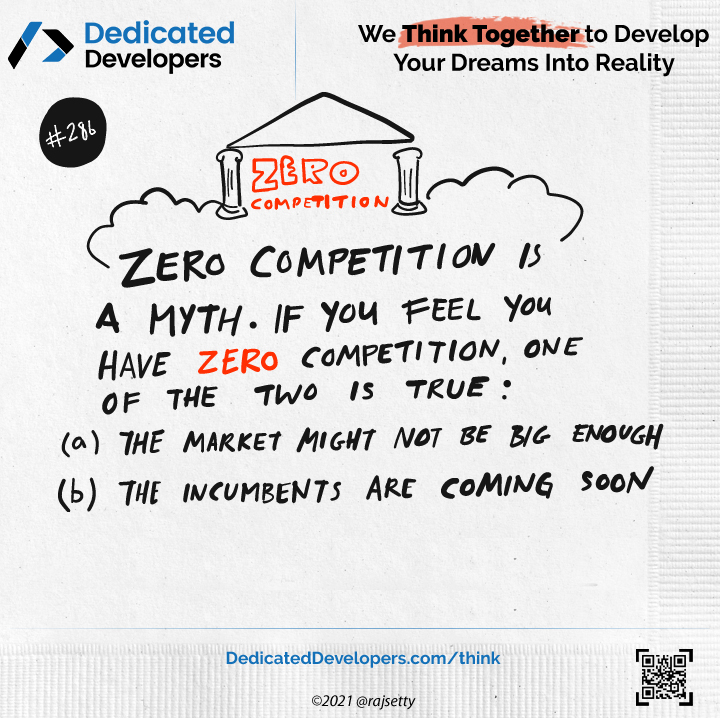 Dedicated
Developers
We Think Together to Develop
Your Dreams Into Reality
#286
ZERO
COMPETITION
ZERO COMPETITION IS
A MYTH. IF YOU FEEL YOU
HAVE ZERO COMPETITION, ONE
OF THE TWO IS TRUE:
(a) THE MARKET MIGHT NOT BE BIG ENOUGH
(b) THE INCUMBENTS ARE COMING SOON
DedicatedDevelopers.com/think
©2021 @rajsetty